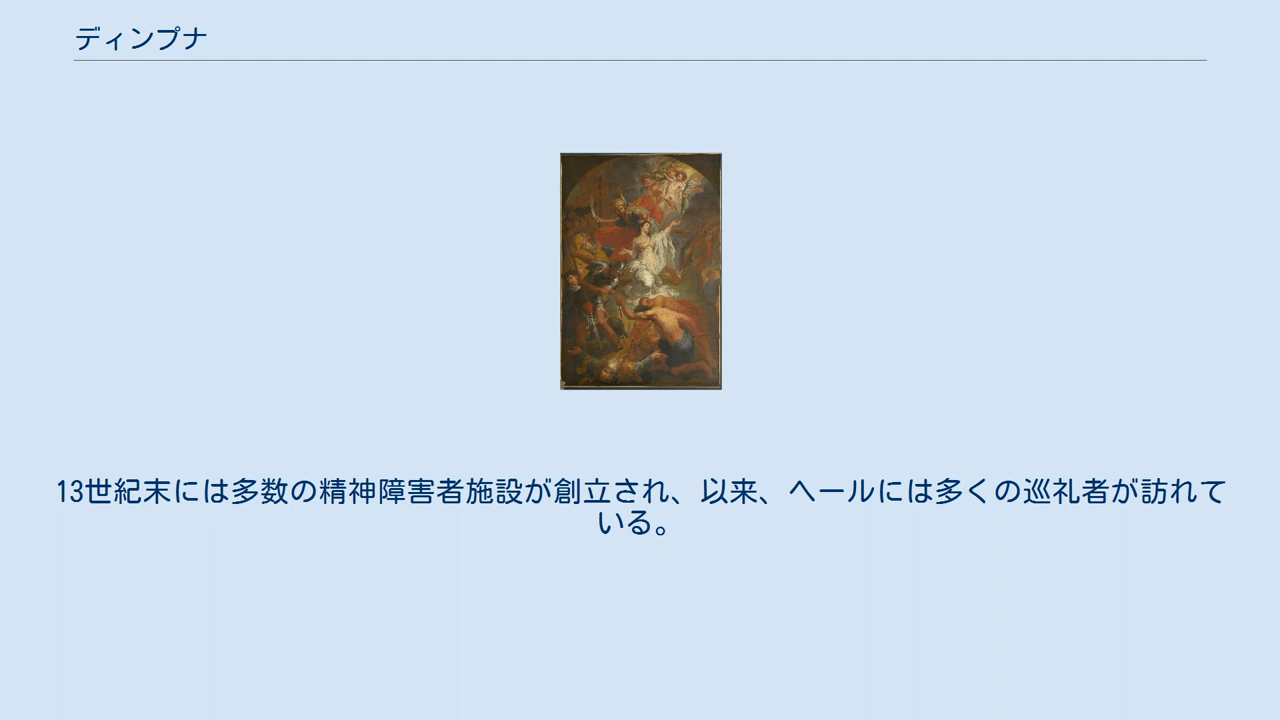 ディンプナ
13世紀末には多数の精神障害者施設が創立され、以来、ヘールには多くの巡礼者が訪れて
いる。